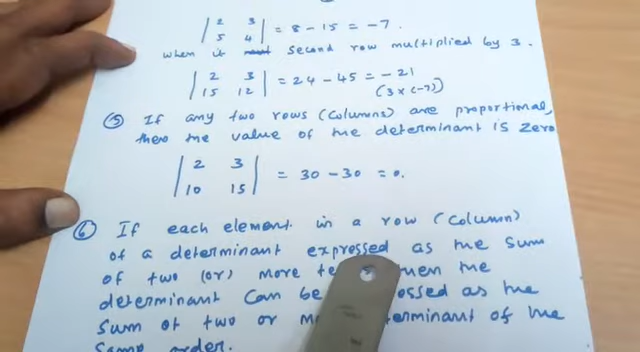 | 2 3 | = 8 - 15 = -7.
| 5 4 |
when it second row multiplied by 3.
| 2 3 | = 24 - 45 = -21
| 15 12 | (3 x (-7))
⑤ If any two rows (columns) are proportional,
then the value of the determinant is zero
| 2 3 | = 30 - 30 = 0.
| 10 15 |
⑥ If each element in a row (column)
of a determinant expressed as the sum
of two (or) more then the
determinant can be as the
sum of two or determinant of the
same order.